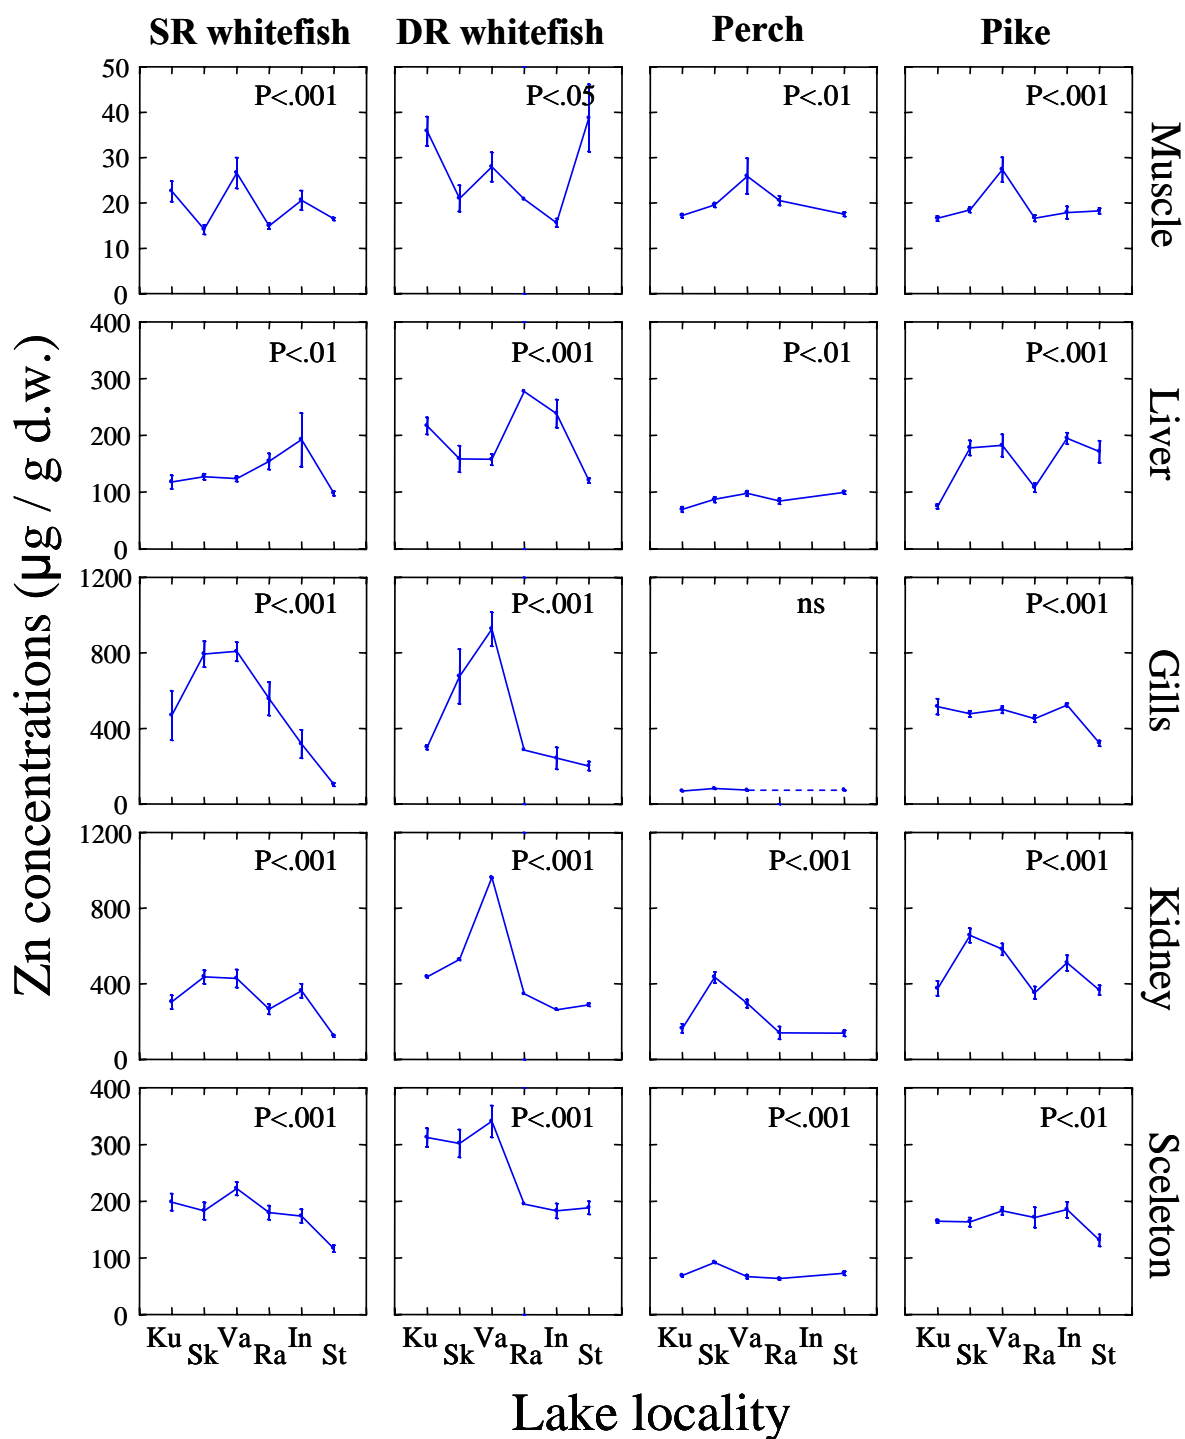 SR whitefish DR whitefish Perch Pike
50 P<.001 P<.05 P<.01 P<.001
40
30
20
10
0
Muscle
400 P<.01 P<.001 P<.01 P<.001
300
200
100
0
Liver
1200 P<.001 P<.001 ns P<.001
800
400
0
Gills
1200 P<.001 P<.001 P<.001 P<.001
800
400
0
Kidney
400 P<.001 P<.001 P<.001 P<.01
300
200
100
0
Sceleton
Zn concentrations (µg / g d.w.)
Ku Sk Va Ra In St Ku Sk Va Ra In St Ku Sk Va Ra In St Ku Sk Va Ra In St
Lake locality